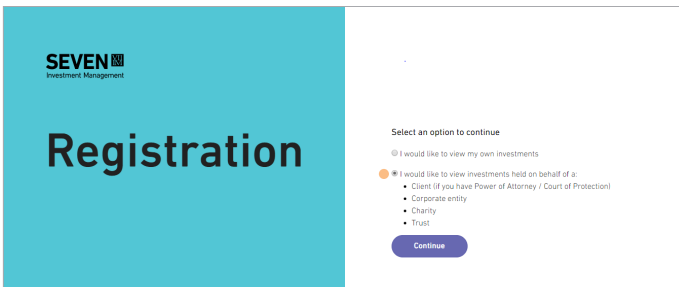 SEVEN
Investment Management
Registration
Select an option to continue
I would like to view my own investments
I would like to view investments held on behalf of a:
• Client (if you have Power of Attorney / Court of Protection)
• Corporate entity
• Charity
• Trust
Continue